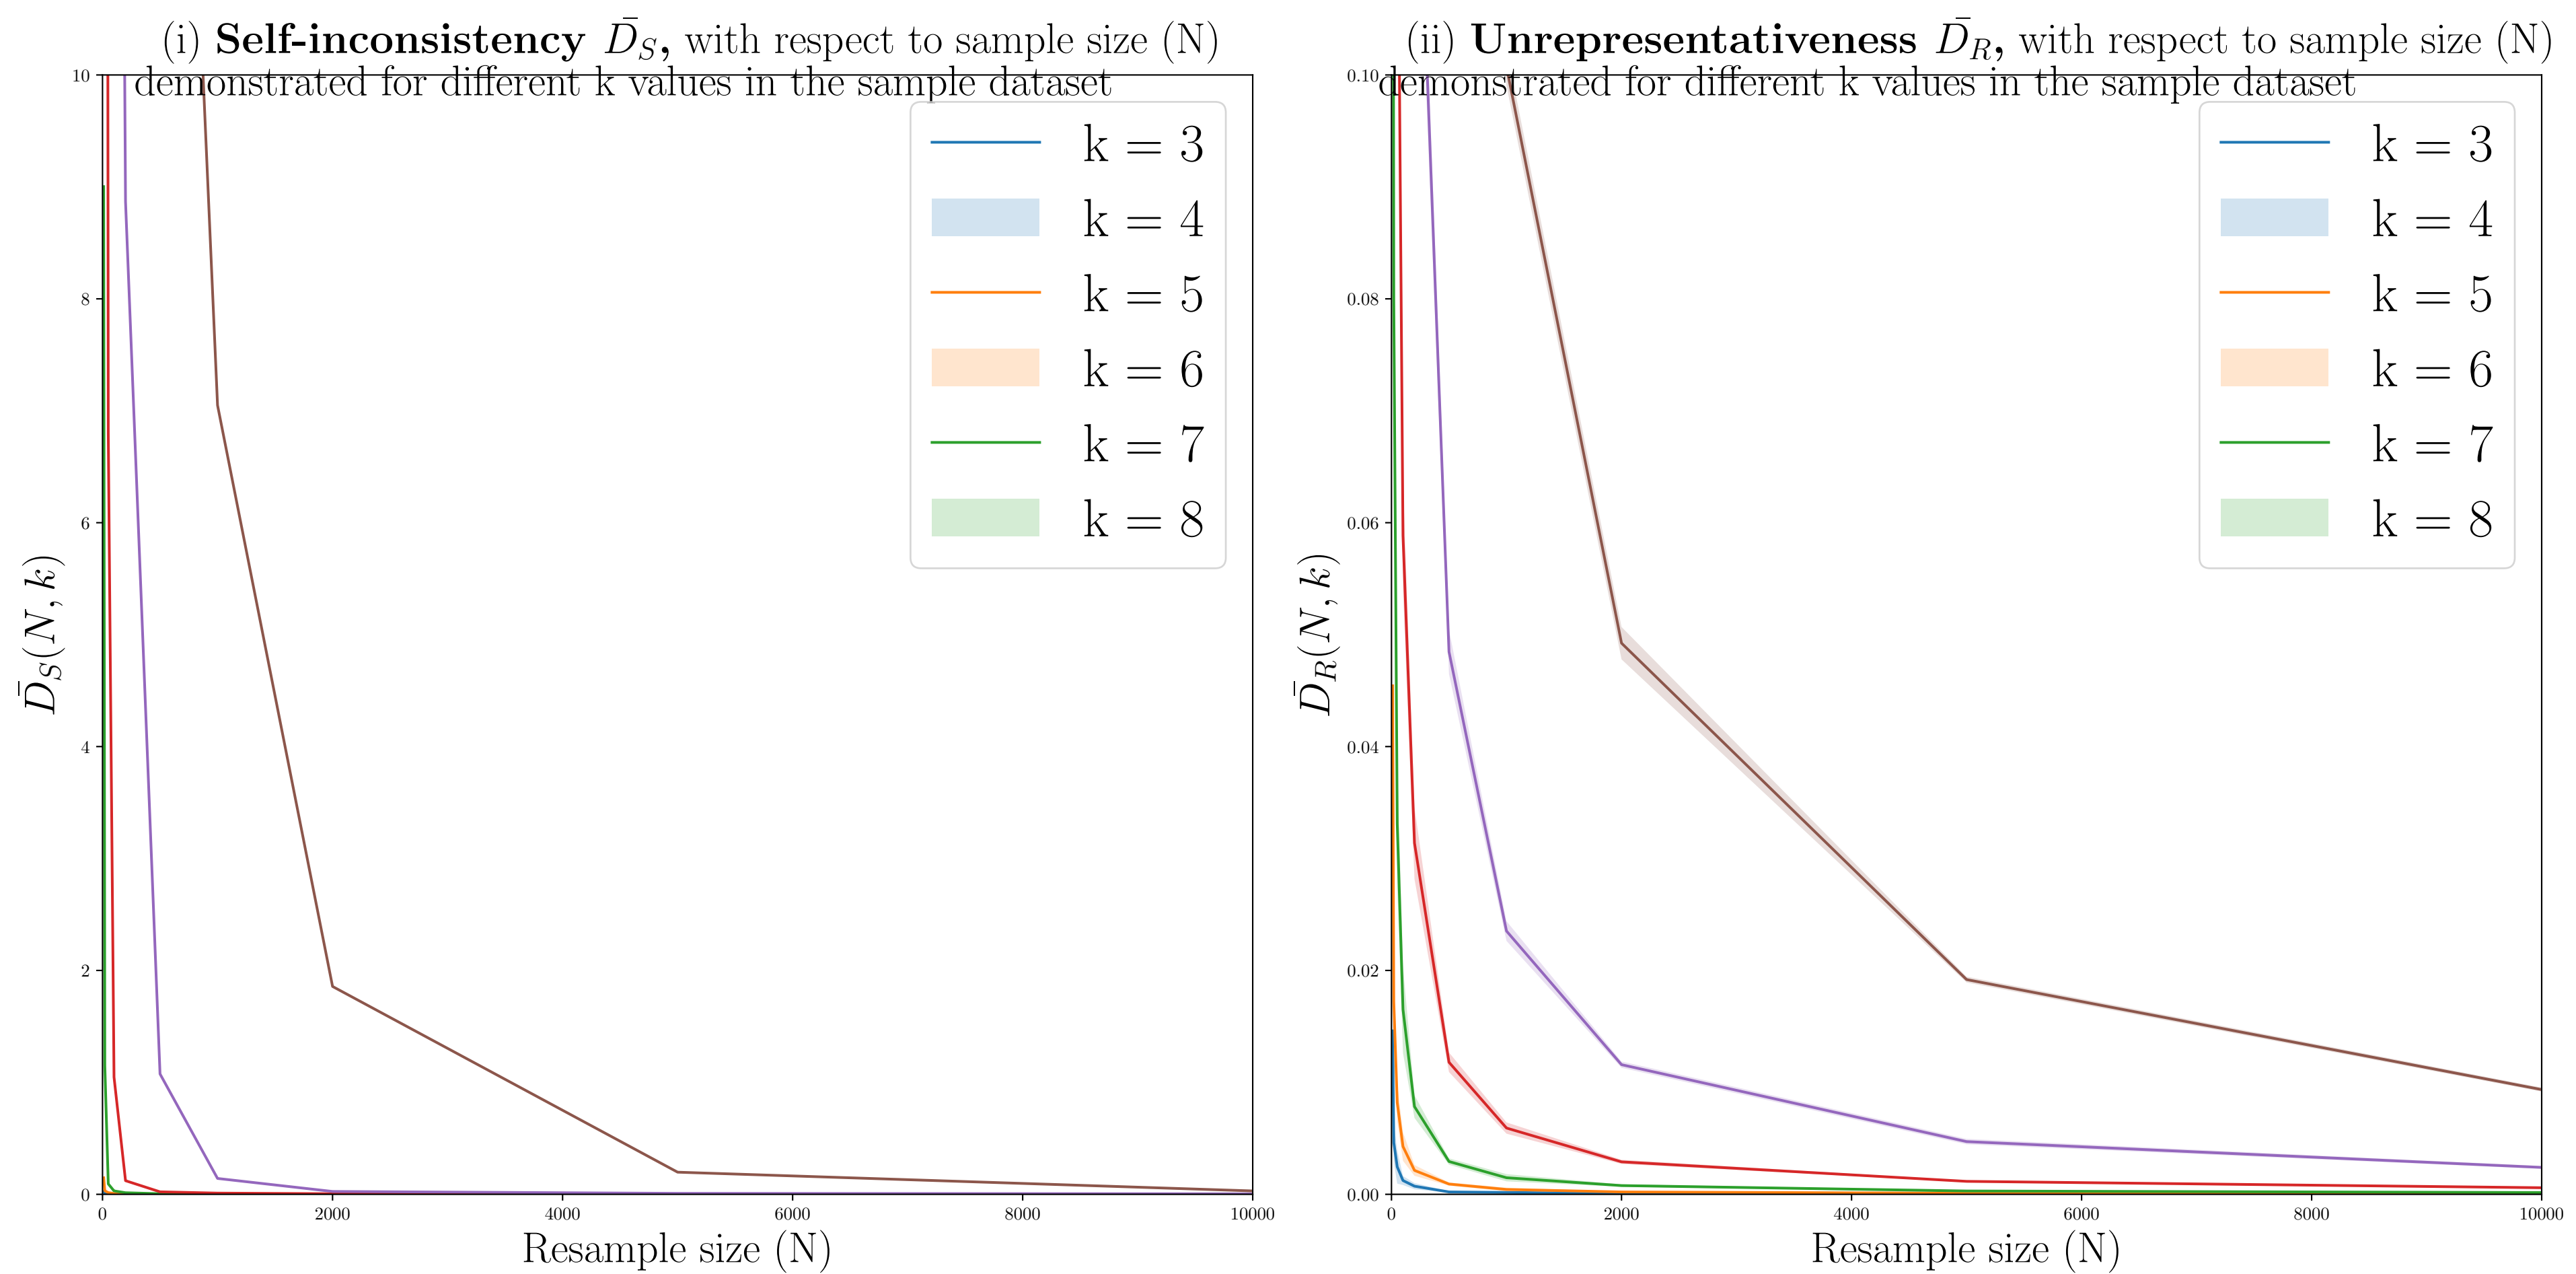 (i) Self-inconsistency D̄_S, with respect to sample size (N)
demonstrated for different k values in the sample dataset
10
8
6
4
2
0
D̄_S(N, k)
k = 3
k = 4
k = 5
k = 6
k = 7
k = 8
0 2000 4000 6000 8000 10000
Resample size (N)
(ii) Unrepresentativeness D̄_R, with respect to sample size (N)
demonstrated for different k values in the sample dataset
0.10
0.08
0.06
0.04
0.02
0.00
D̄_R(N, k)
k = 3
k = 4
k = 5
k = 6
k = 7
k = 8
0 2000 4000 6000 8000 10000
Resample size (N)